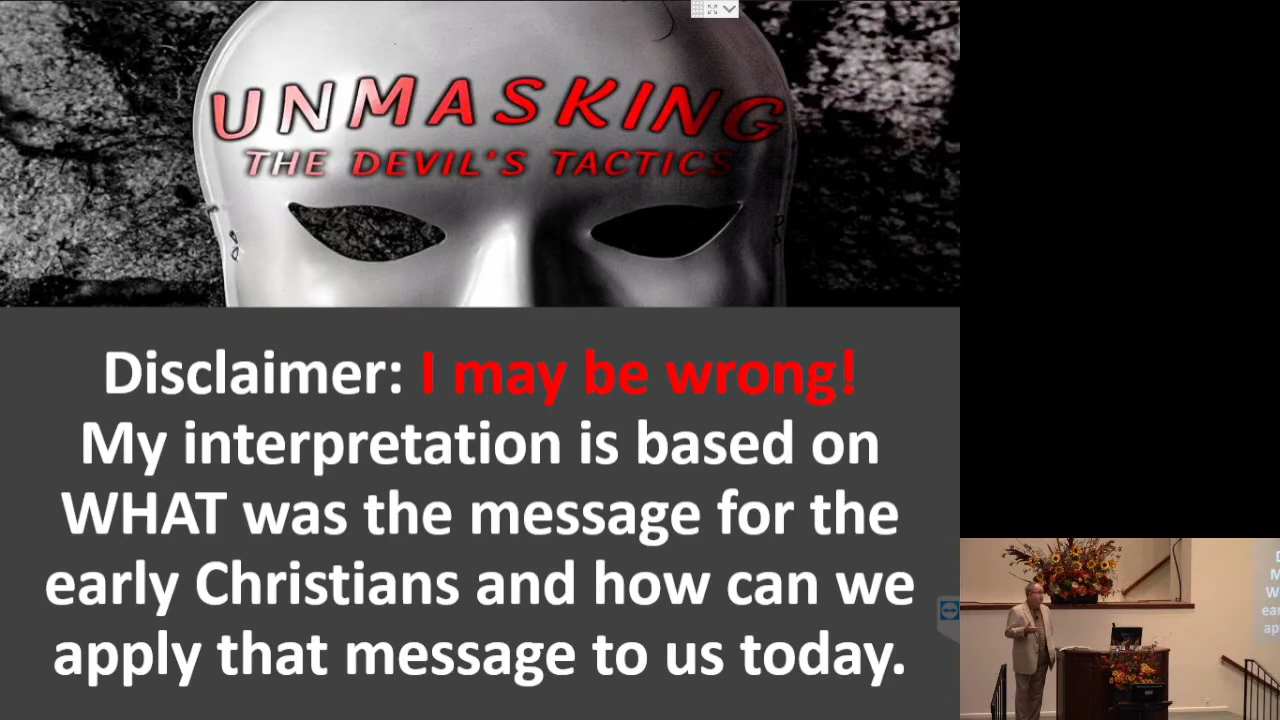 UNMASKING
THE DEVIL'S TACTICS
Disclaimer: I may be wrong!
My interpretation is based on
WHAT was the message for the
early Christians and how can we
apply that message to us today.